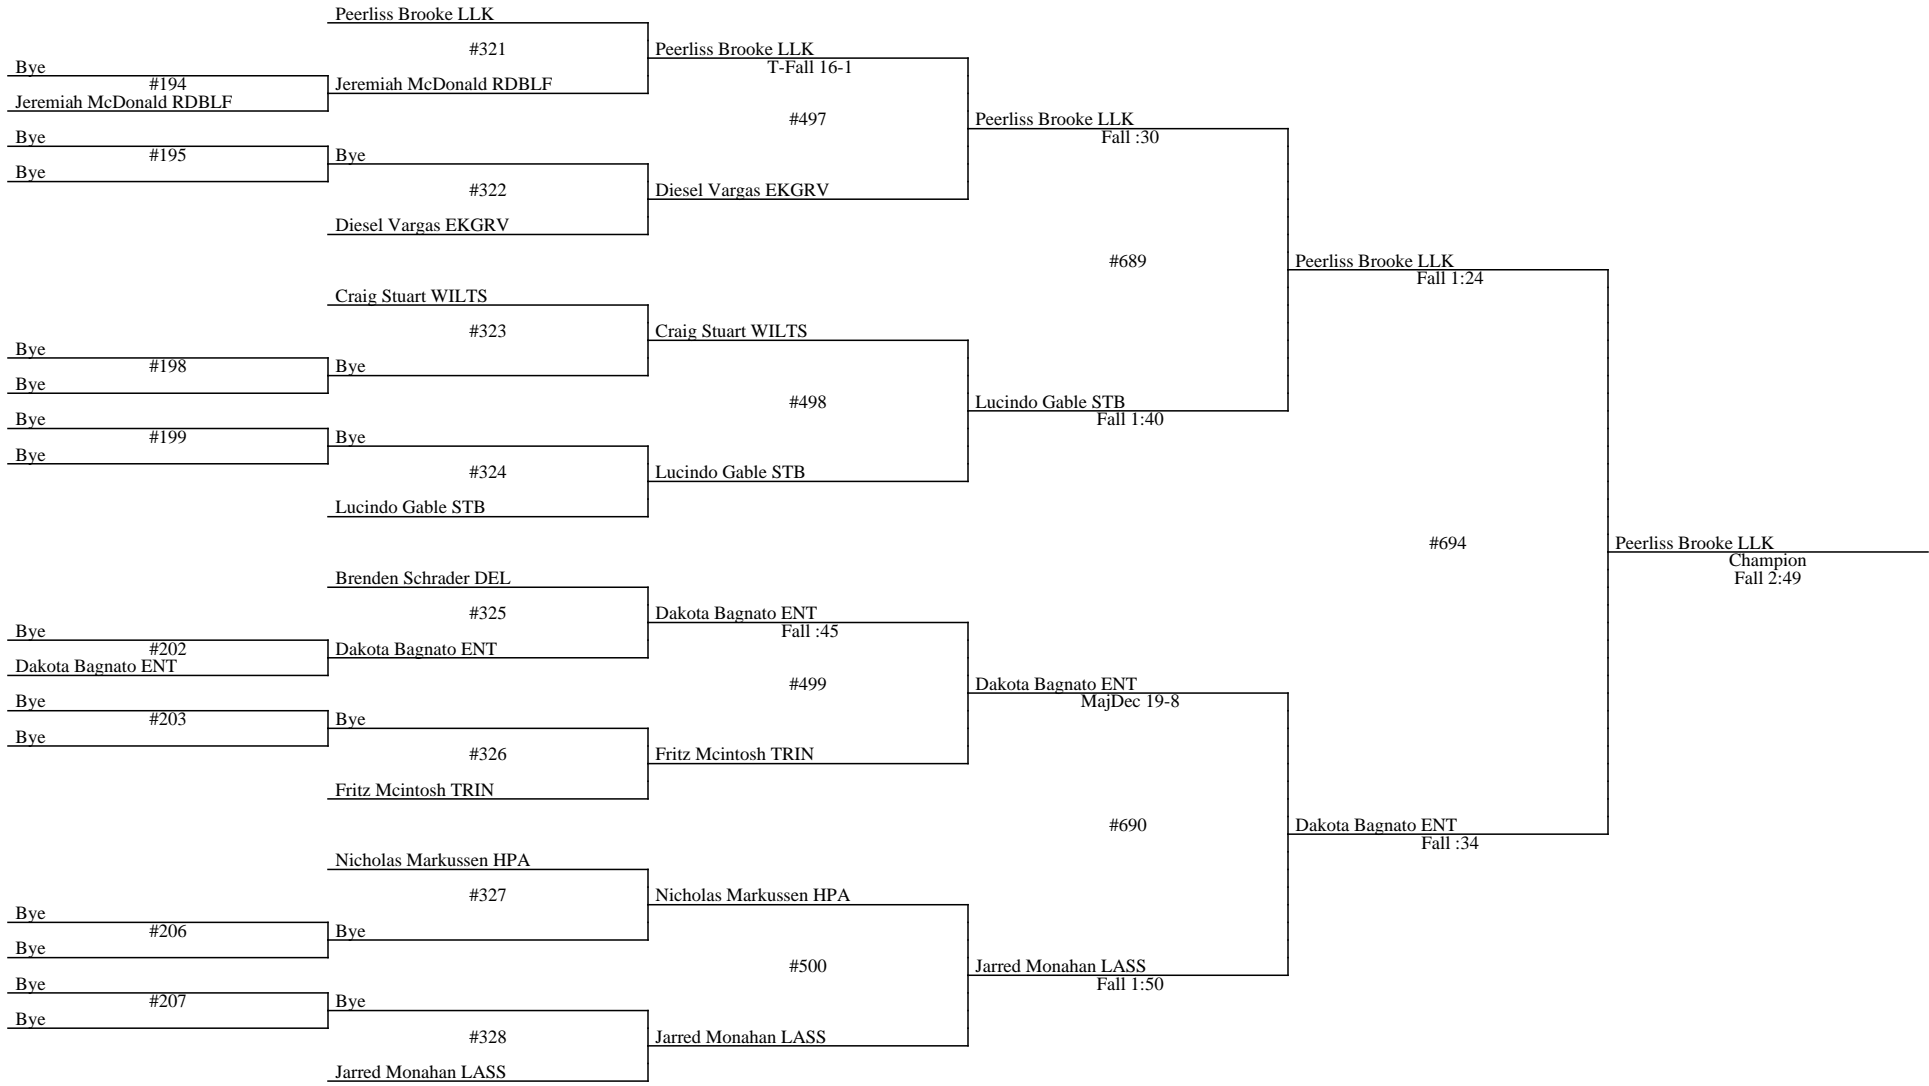 Peerliss Brooke LLK
#321
Peerliss Brooke LLK
T-Fall 16-1
Bye
#194
Jeremiah McDonald RDBLF
Jeremiah McDonald RDBLF
#497
Peerliss Brooke LLK
Fall :30
Bye
#195
Bye
Bye
#322
Diesel Vargas EKGRV
Diesel Vargas EKGRV
#689
Peerliss Brooke LLK
Fall 1:24
Craig Stuart WILTS
#323
Craig Stuart WILTS
Bye
#198
Bye
Bye
#498
Lucindo Gable STB
Fall 1:40
Bye
#199
Bye
Bye
#324
Lucindo Gable STB
Lucindo Gable STB
#694
Peerliss Brooke LLK
Champion
Fall 2:49
Brenden Schrader DEL
#325
Dakota Bagnato ENT
Fall :45
Bye
#202
Dakota Bagnato ENT
Dakota Bagnato ENT
#499
Dakota Bagnato ENT
MajDec 19-8
Bye
#203
Bye
Bye
#326
Fritz Mcintosh TRIN
Fritz Mcintosh TRIN
#690
Dakota Bagnato ENT
Fall :34
Nicholas Markussen HPA
#327
Nicholas Markussen HPA
Bye
#206
Bye
Bye
#500
Jarred Monahan LASS
Fall 1:50
Bye
#207
Bye
Bye
#328
Jarred Monahan LASS
Jarred Monahan LASS